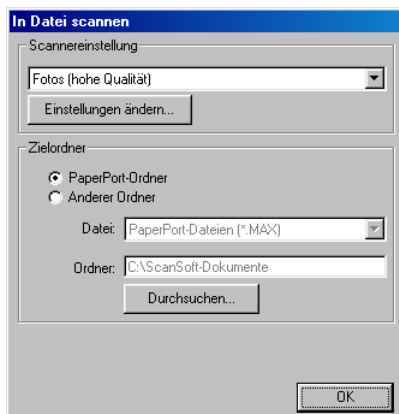 In Datei scannen
Scannereinstellung
Fotos (hohe Qualität)
Einstellungen ändern...
Zielordner
PaperPort-Ordner
Anderer Ordner
Datei: PaperPort-Dateien (*.MAX)
Ordner: C:\ScanSoft-Dokumente
Durchsuchen...
OK